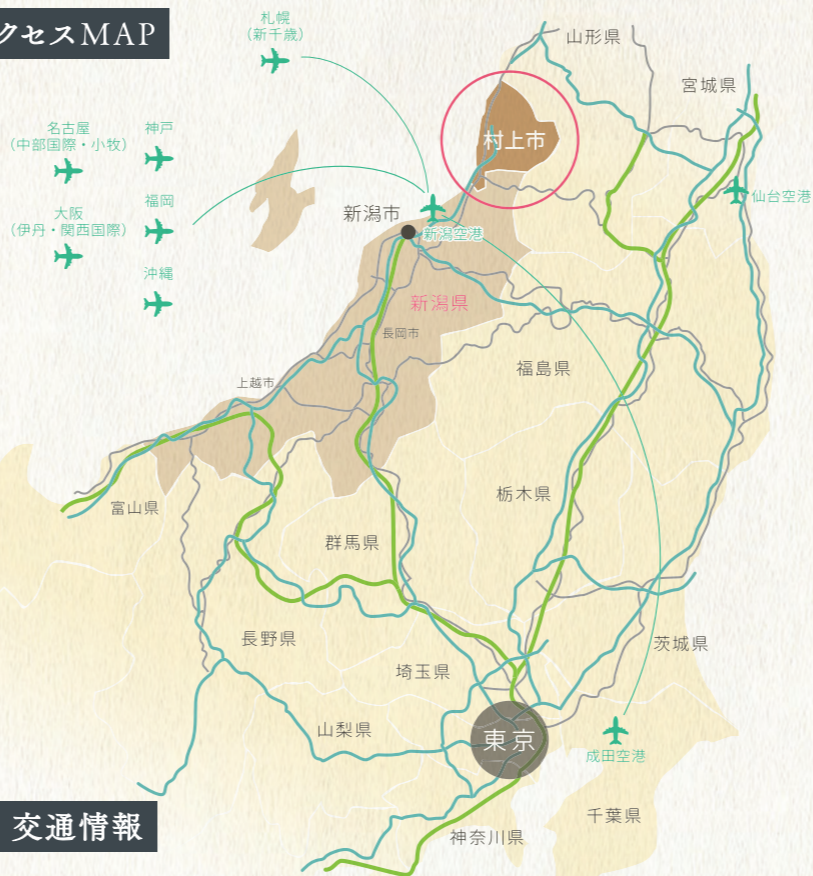 クセスMAP
札幌
(新千歳)
山形県
宮城県
名古屋
(中部国際・小牧)
神戸
村上市
仙台空港
福岡
大阪
(伊丹・関西国際)
新潟市
新潟空港
沖縄
新潟県
長岡市
福島県
上越市
栃木県
富山県
群馬県
長野県
茨城県
埼玉県
山梨県
東京
成田空港
千葉県
交通情報
神奈川県